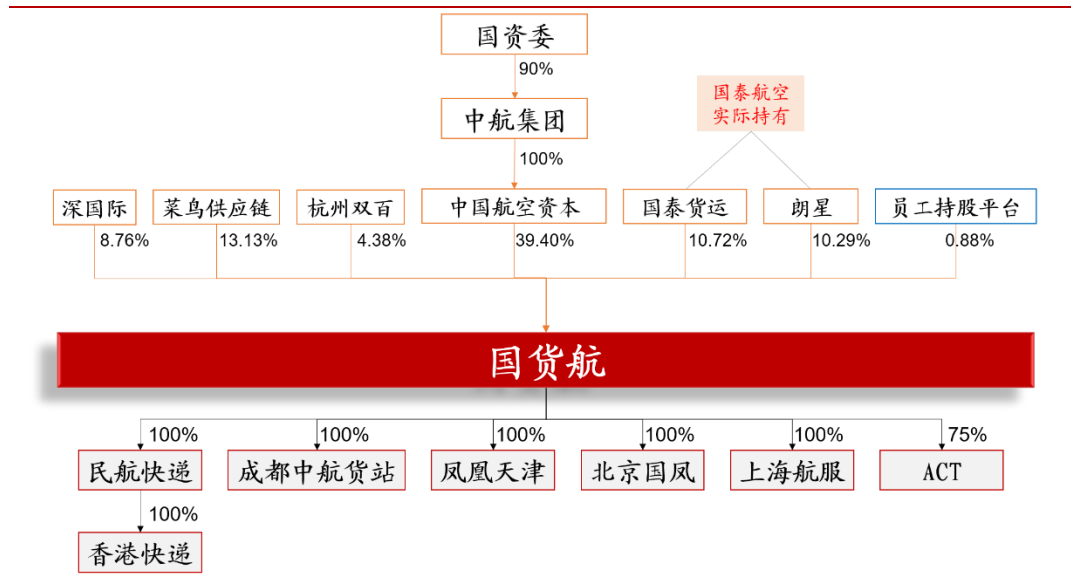 国资委
90%
中航集团
国泰航空
实际持有
100%
深国际
菜鸟供应链
杭州双百
中国航空资本
国泰货运
朗星
员工持股平台
8.76%
13.13%
4.38%
39.40%
10.72%
10.29%
0.88%
国货航
100%
100%
100%
100%
100%
75%
民航快递
成都中航货站
凤凰天津
北京国凤
上海航服
ACT
100%
香港快递